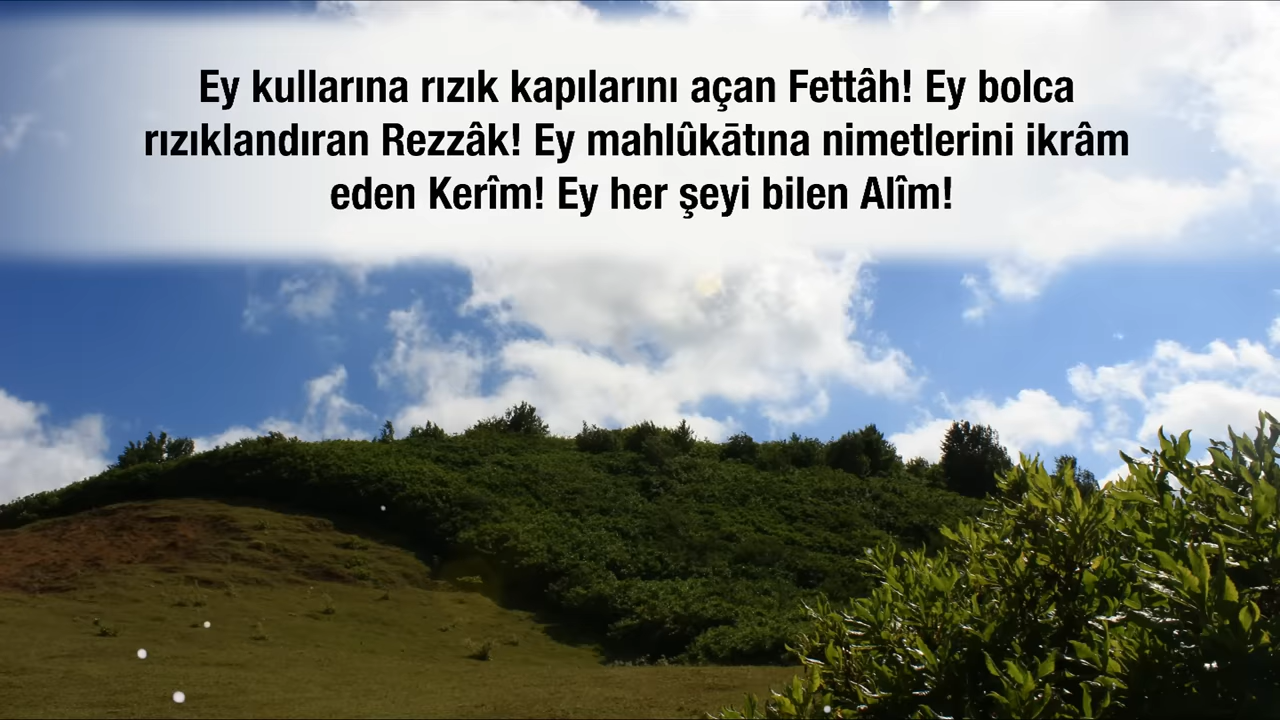 Ey kullarına rızık kapılarını açan Fettâh! Ey bolca
rızıklandıran Rezzâk! Ey mahlûkātına nimetlerini ikrâm
eden Kerîm! Ey her şeyi bilen Alîm!